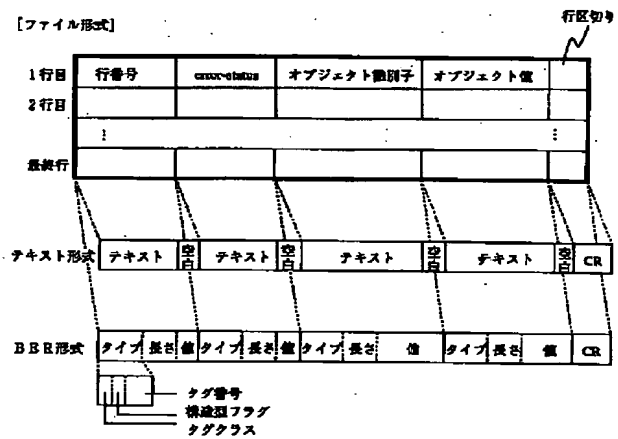 [ファイル形式]
行区切り
1行目 行番号 error-status オブジェクト識別子 オブジェクト値
2行目
⋮ ⋮
最終行
テキスト形式 テキスト 空白 テキスト 空白 テキスト 空白 テキスト 空白 CR
BER形式 タイプ 長さ 値 タイプ 長さ 値 タイプ 長さ 値 タイプ 長さ 値 CR
タグ番号
構造型フラグ
タグクラス